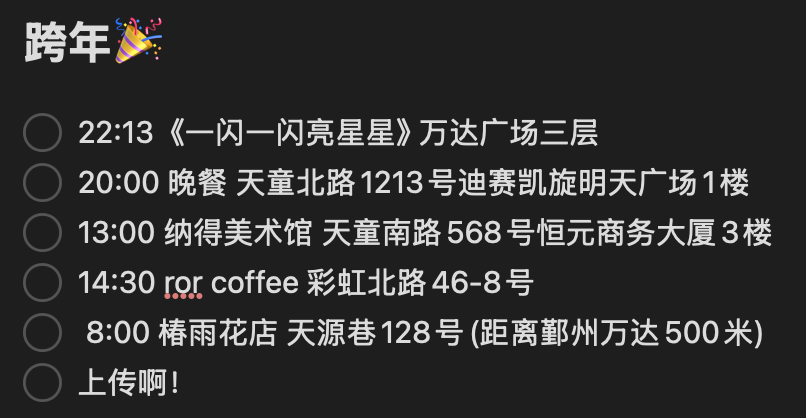 跨年🎉
22:13《一闪一闪亮星星》万达广场三层
20:00 晚餐 天童北路1213号迪赛凯旋明天广场1楼
13:00 纳得美术馆 天童南路568号恒元商务大厦3楼
14:30 ror coffee 彩虹北路46-8号
8:00 椿雨花店 天源巷128号(距离鄞州万达500米)
上传啊！